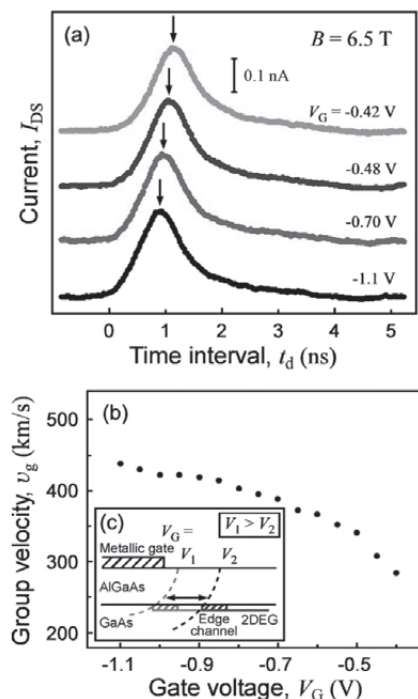 (a)
B = 6.5 T
0.1 nA
V_G = -0.42 V
-0.48 V
-0.70 V
-1.1 V
Current, I_DS
0 1 2 3 4 5
Time interval, t_d (ns)
(b)
500
400
300
200
Group velocity, υ_g (km/s)
(c)
V_G =
V_1 > V_2
Metallic gate
V_1
V_2
AlGaAs
GaAs
Edge
channel
2DEG
-1.1 -0.9 -0.7 -0.5
Gate voltage, V_G (V)